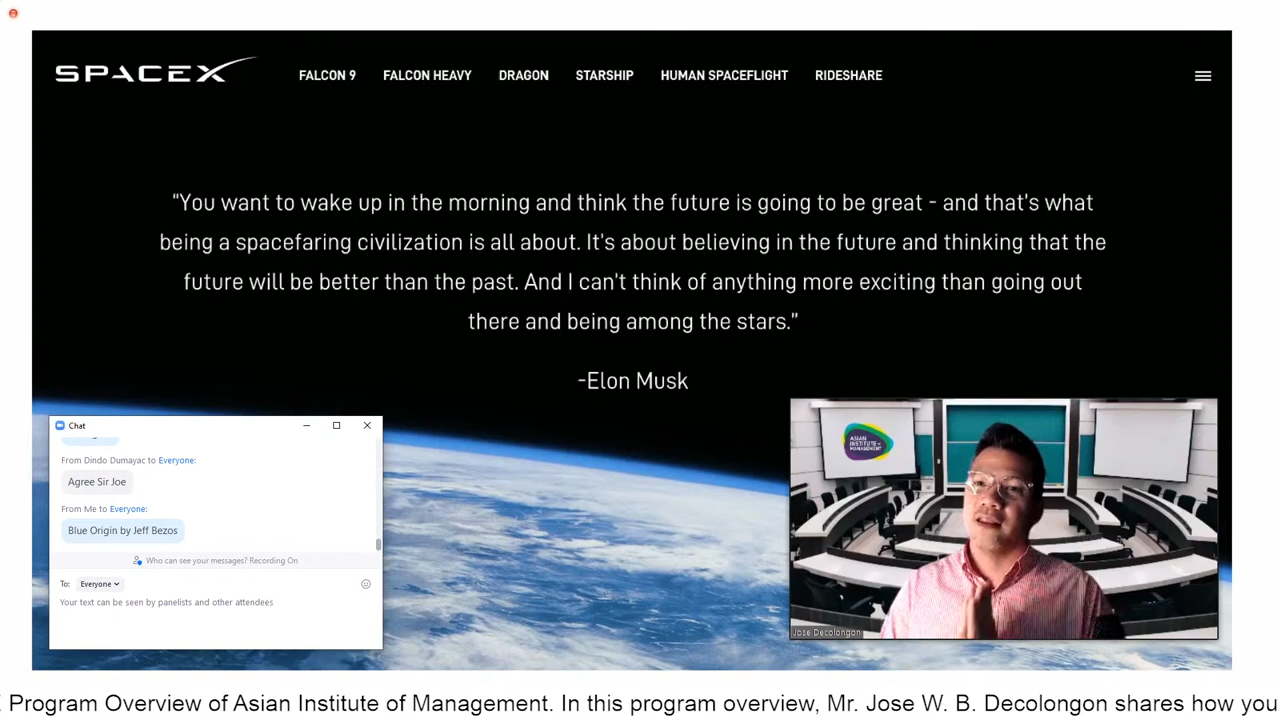 SPACEX
FALCON 9 FALCON HEAVY DRAGON STARSHIP HUMAN SPACEFLIGHT RIDESHARE
"You want to wake up in the morning and think the future is going to be great - and that's what
being a spacefaring civilization is all about. It's about believing in the future and thinking that the
future will be better than the past. And I can't think of anything more exciting than going out
there and being among the stars."
-Elon Musk
Chat
From Dindo Dumayac to Everyone:
Agree Sir Joe
From Me to Everyone:
Blue Origin by Jeff Bezos
Who can see your messages? Recording On
To: Everyone
Your text can be seen by panelists and other attendees
ASIAN
INSTITUTE OF
MANAGEMENT
Jose Decolongon
Program Overview of Asian Institute of Management. In this program overview, Mr. Jose W. B. Decolongon shares how you